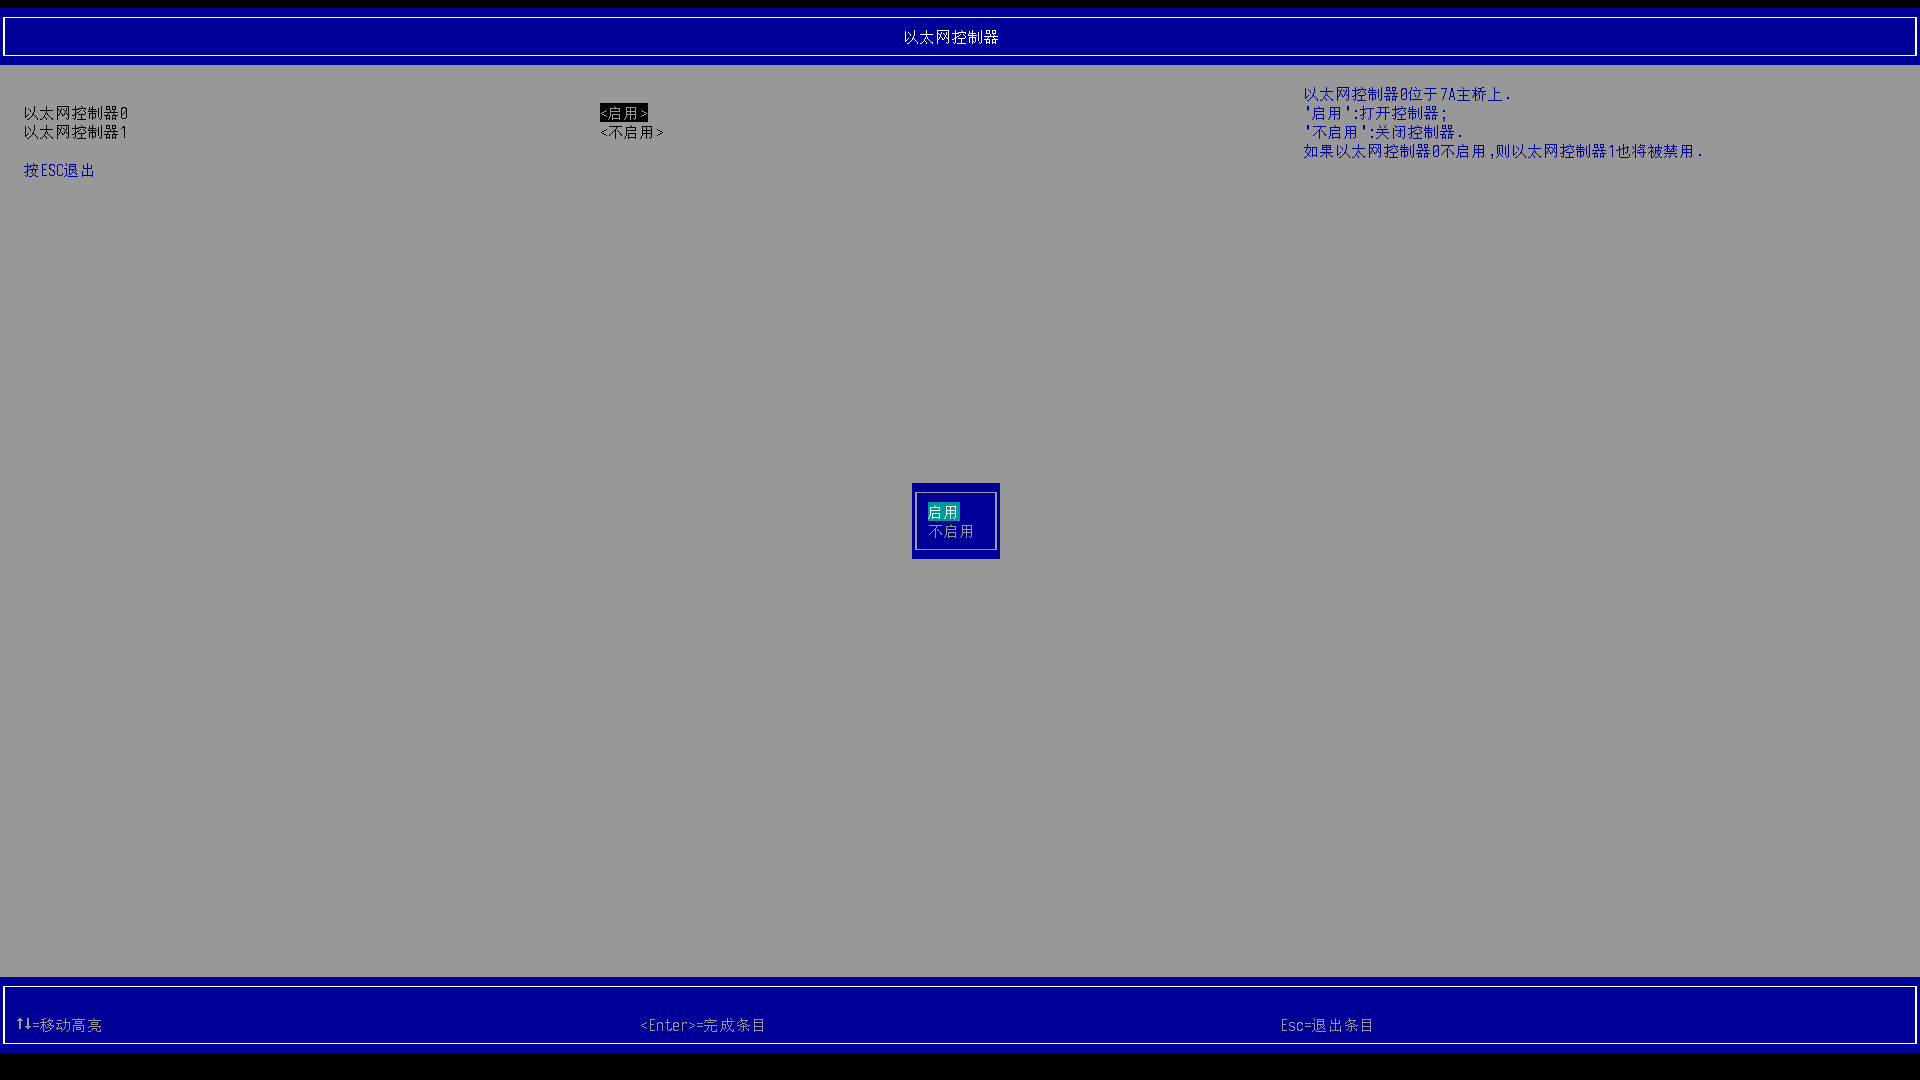 以太网控制器
以太网控制器0 <启用>
以太网控制器1 <不启用>
按ESC退出
以太网控制器0位于7A主桥上.
'启用':打开控制器;
'不启用':关闭控制器.
如果以太网控制器0不启用,则以太网控制器1也将被禁用.
启用
不启用
↑↓=移动高亮 <Enter>=完成条目 Esc=退出条目